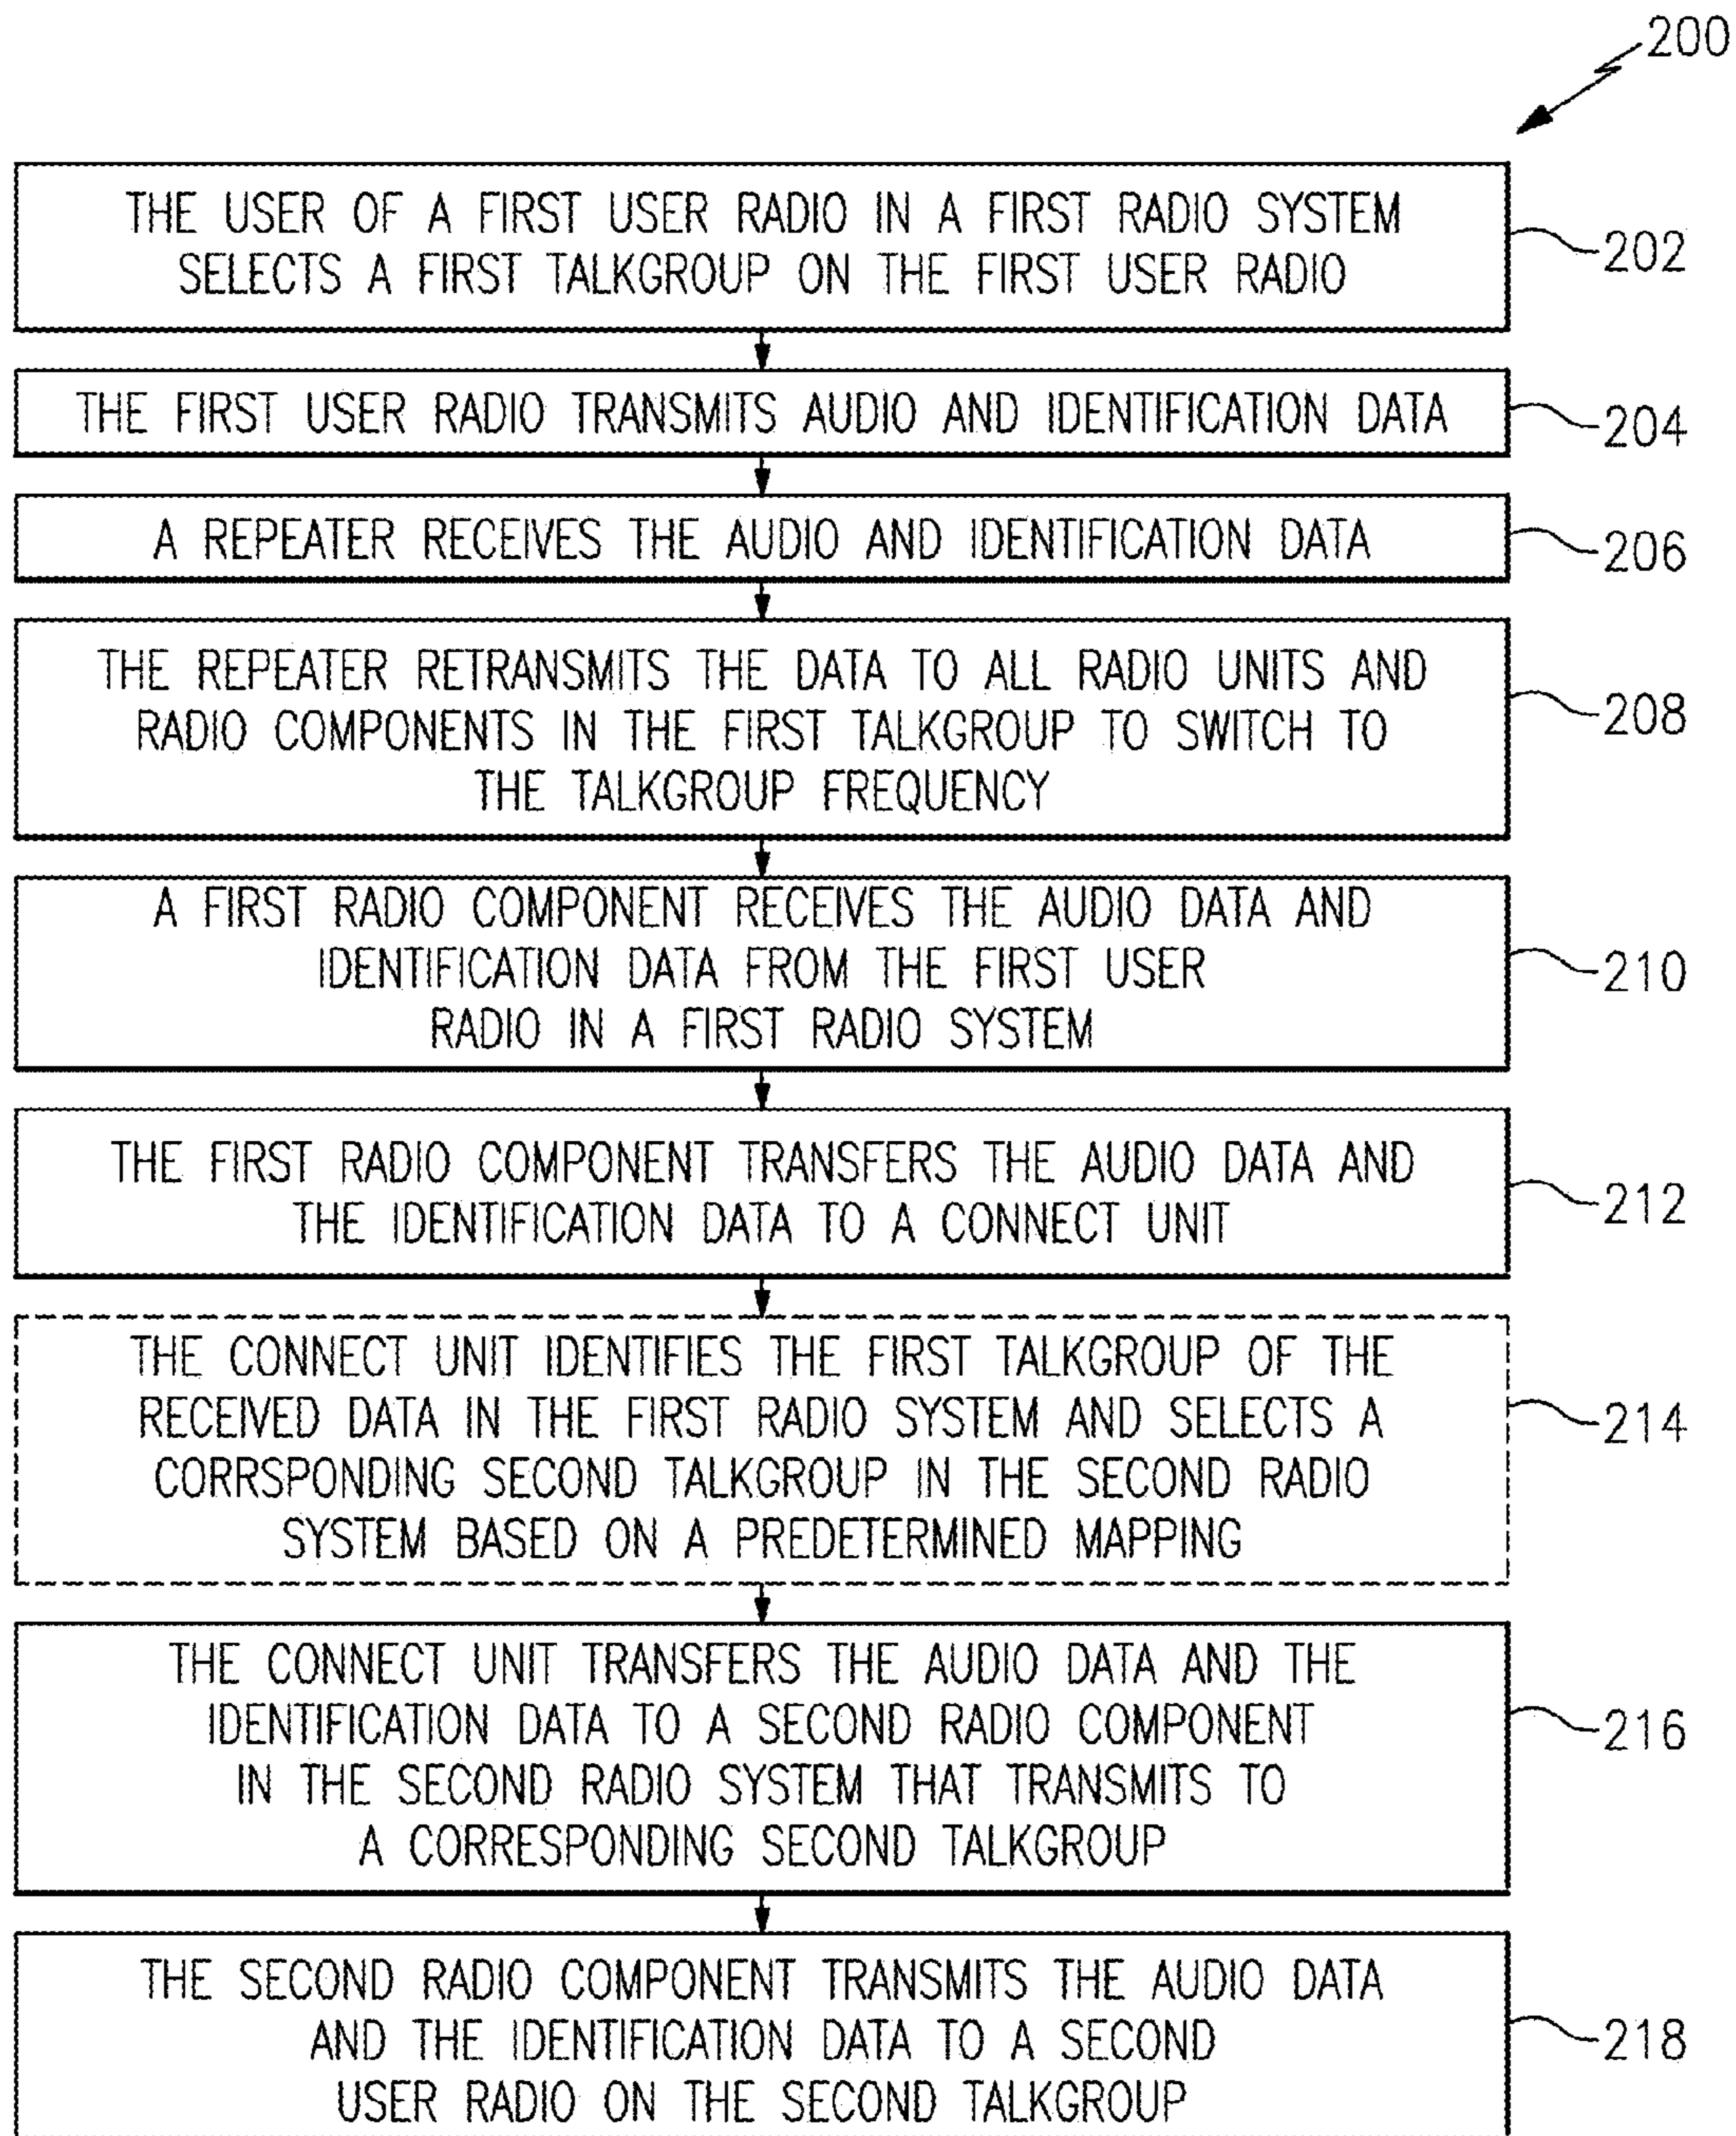 200
THE USER OF A FIRST USER RADIO IN A FIRST RADIO SYSTEM
SELECTS A FIRST TALKGROUP ON THE FIRST USER RADIO
202
THE FIRST USER RADIO TRANSMITS AUDIO AND IDENTIFICATION DATA
204
A REPEATER RECEIVES THE AUDIO AND IDENTIFICATION DATA
206
THE REPEATER RETRANSMITS THE DATA TO ALL RADIO UNITS AND
RADIO COMPONENTS IN THE FIRST TALKGROUP TO SWITCH TO
THE TALKGROUP FREQUENCY
208
A FIRST RADIO COMPONENT RECEIVES THE AUDIO DATA AND
IDENTIFICATION DATA FROM THE FIRST USER
RADIO IN A FIRST RADIO SYSTEM
210
THE FIRST RADIO COMPONENT TRANSFERS THE AUDIO DATA AND
THE IDENTIFICATION DATA TO A CONNECT UNIT
212
THE CONNECT UNIT IDENTIFIES THE FIRST TALKGROUP OF THE
RECEIVED DATA IN THE FIRST RADIO SYSTEM AND SELECTS A
CORRSPONDING SECOND TALKGROUP IN THE SECOND RADIO
SYSTEM BASED ON A PREDETERMINED MAPPING
214
THE CONNECT UNIT TRANSFERS THE AUDIO DATA AND THE
IDENTIFICATION DATA TO A SECOND RADIO COMPONENT
IN THE SECOND RADIO SYSTEM THAT TRANSMITS TO
A CORRESPONDING SECOND TALKGROUP
216
THE SECOND RADIO COMPONENT TRANSMITS THE AUDIO DATA
AND THE IDENTIFICATION DATA TO A SECOND
USER RADIO ON THE SECOND TALKGROUP
218